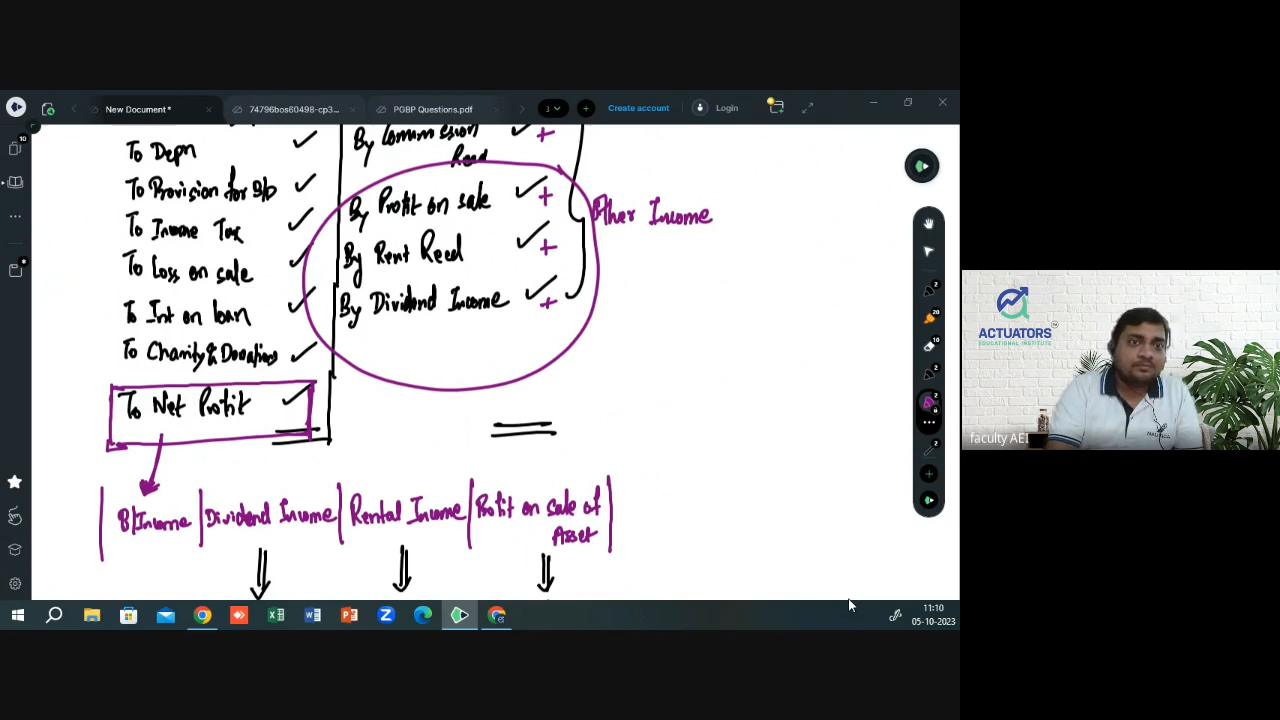 New Document *
74796bos60498-cp3...
PGBP Questions.pdf
3
Create account
Login
To Depn
To Provision for B/D
To Income Tax
To Loss on sale
To Int on loan
To Charity & Donations
To Net Profit
By Commission
Recd
By Profit on sale
By Rent Recd
By Dividend Income
Other Income
B/Income
Dividend Income
Rental Income
Profit on sale of
Asset
ACTUATORS
EDUCATIONAL INSTITUTE
faculty AEI
11:10
05-10-2023